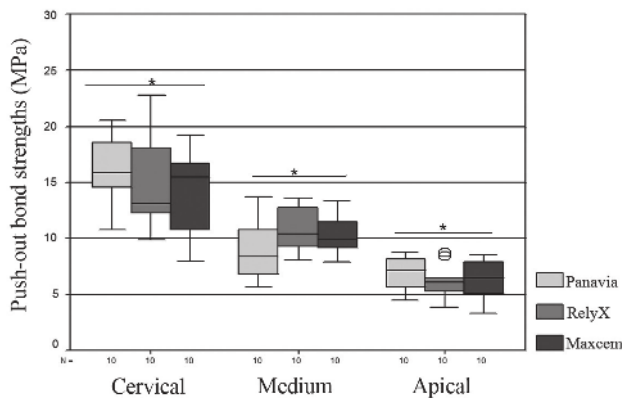 Push-out bond strengths (MPa)
30
25
20
15
10
5
0
*
*
*
Panavia
RelyX
Maxcem
N = 10 10 10 10 10 10 10 10 10
Cervical Medium Apical